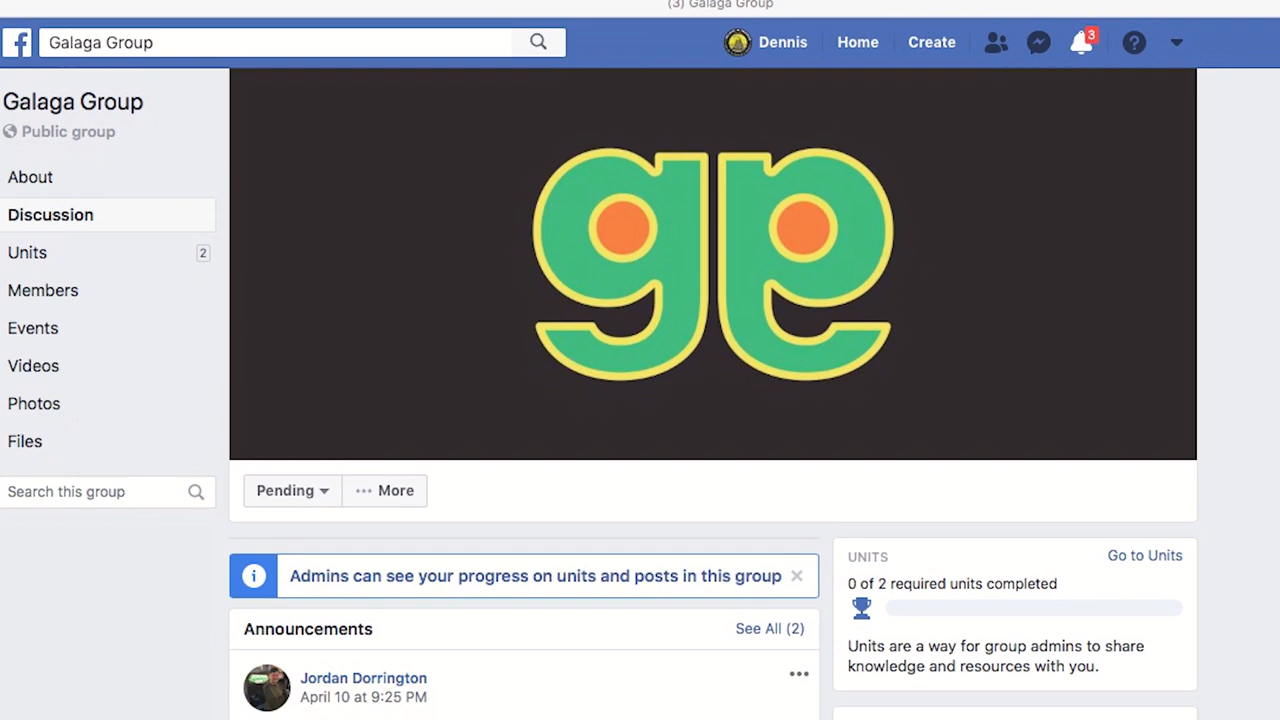 (3) Galaga Group
Galaga Group
Dennis
Home
Create
3
Galaga Group
Public group
About
Discussion
Units 2
Members
Events
Videos
Photos
Files
Search this group
gg
Pending
··· More
Admins can see your progress on units and posts in this group
Announcements
See All (2)
Jordan Dorrington
April 10 at 9:25 PM
UNITS
Go to Units
0 of 2 required units completed
Units are a way for group admins to share
knowledge and resources with you.